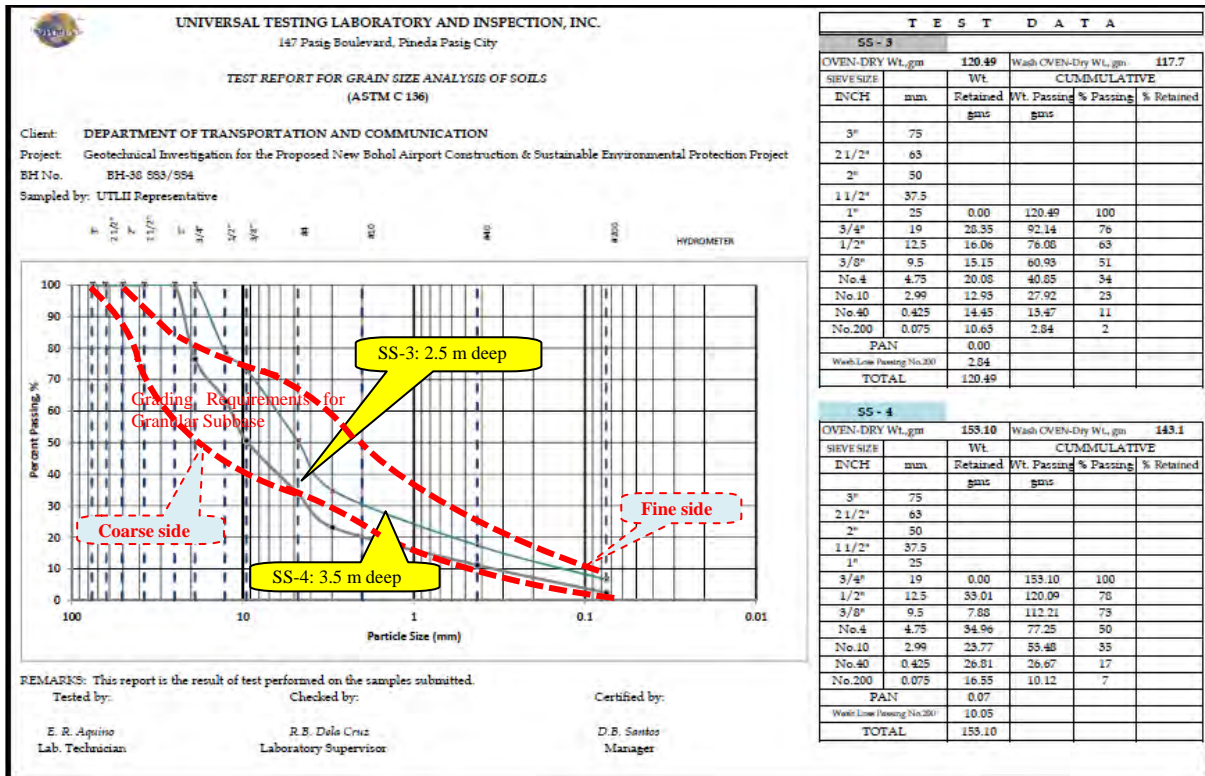 UNIVERSAL TESTING LABORATORY AND INSPECTION, INC.
147 Pasig Boulevard, Pineda Pasig City
TEST REPORT FOR GRAIN SIZE ANALYSIS OF SOILS
(ASTM C 136)
Client: DEPARTMENT OF TRANSPORTATION AND COMMUNICATION
Project: Geotechnical Investigation for the Proposed New Bohol Airport Construction & Sustainable Environmental Protection Project
BH No. BH-38 SS3/SS4
Sampled by: UTLII Representative
3" 2 1/2" 2" 1 1/2" 1" 3/4" 1/2" 3/8" #4 #10 #40 #200 HYDROMETER
Percent Passing, %
100
90
80
70
60
50
40
30
20
10
0
SS-3: 2.5 m deep
Grading Requirements for
Granular Subbase
Coarse side
Fine side
SS-4: 3.5 m deep
100 10 1 0.1 0.01
Particle Size (mm)
REMARKS: This report is the result of test performed on the samples submitted.
Tested by: Checked by: Certified by:
E. R. Aquino R.B. Dela Cruz D.B. Santos
Lab. Technician Laboratory Supervisor Manager
T E S T D A T A
SS - 3
OVEN-DRY Wt.,gm 120.49 Wash OVEN-Dry Wt., gm 117.7
SIEVE SIZE Wt. CUMMULATIVE
INCH mm Retained Wt. Passing % Passing % Retained
gms gms
3" 75
2 1/2" 63
2" 50
1 1/2" 37.5
1" 25 0.00 120.49 100
3/4" 19 28.35 92.14 76
1/2" 12.5 16.06 76.08 63
3/8" 9.5 15.15 60.93 51
No.4 4.75 20.08 40.85 34
No.10 2.99 12.93 27.92 23
No.40 0.425 14.45 13.47 11
No.200 0.075 10.63 2.84 2
PAN 0.00
Wash Loss Passing No.200 2.84
TOTAL 120.49
SS - 4
OVEN-DRY Wt.,gm 153.10 Wash OVEN-Dry Wt., gm 143.1
SIEVE SIZE Wt. CUMMULATIVE
INCH mm Retained Wt. Passing % Passing % Retained
gms gms
3" 75
2 1/2" 63
2" 50
1 1/2" 37.5
1" 25
3/4" 19 0.00 153.10 100
1/2" 12.5 33.01 120.09 78
3/8" 9.5 7.88 112.21 73
No.4 4.75 34.96 77.25 50
No.10 2.99 23.77 53.48 35
No.40 0.425 26.81 26.67 17
No.200 0.075 16.55 10.12 7
PAN 0.07
Wash Loss Passing No.200 10.05
TOTAL 153.10